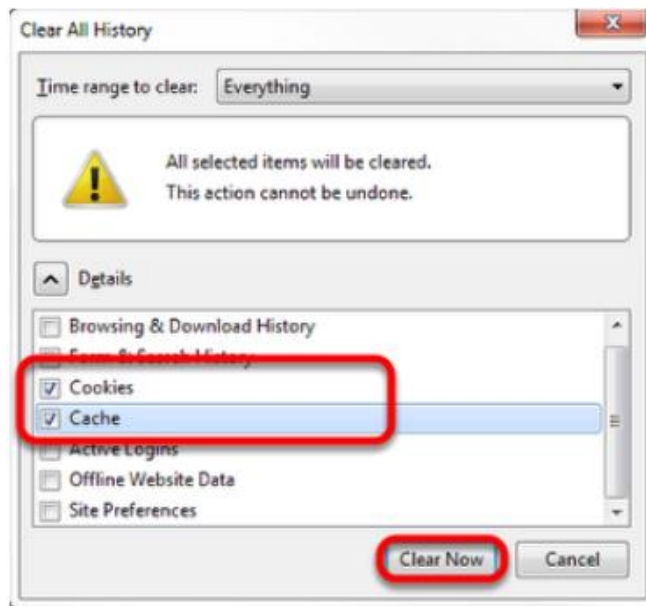 Clear All History
Time range to clear: Everything
All selected items will be cleared.
This action cannot be undone.
Details
Browsing & Download History
Form & Search History
Cookies
Cache
Active Logins
Offline Website Data
Site Preferences
Clear Now Cancel